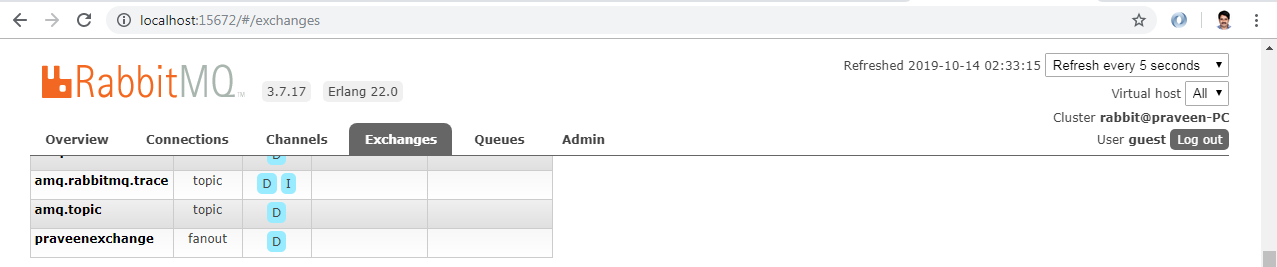 localhost:15672/#/exchanges
RabbitMQ TM 3.7.17 Erlang 22.0
Refreshed 2019-10-14 02:33:15 Refresh every 5 seconds
Virtual host All
Cluster rabbit@praveen-PC
User guest Log out
Overview Connections Channels Exchanges Queues Admin
D
amq.rabbitmq.trace topic D I
amq.topic topic D
praveenexchange fanout D